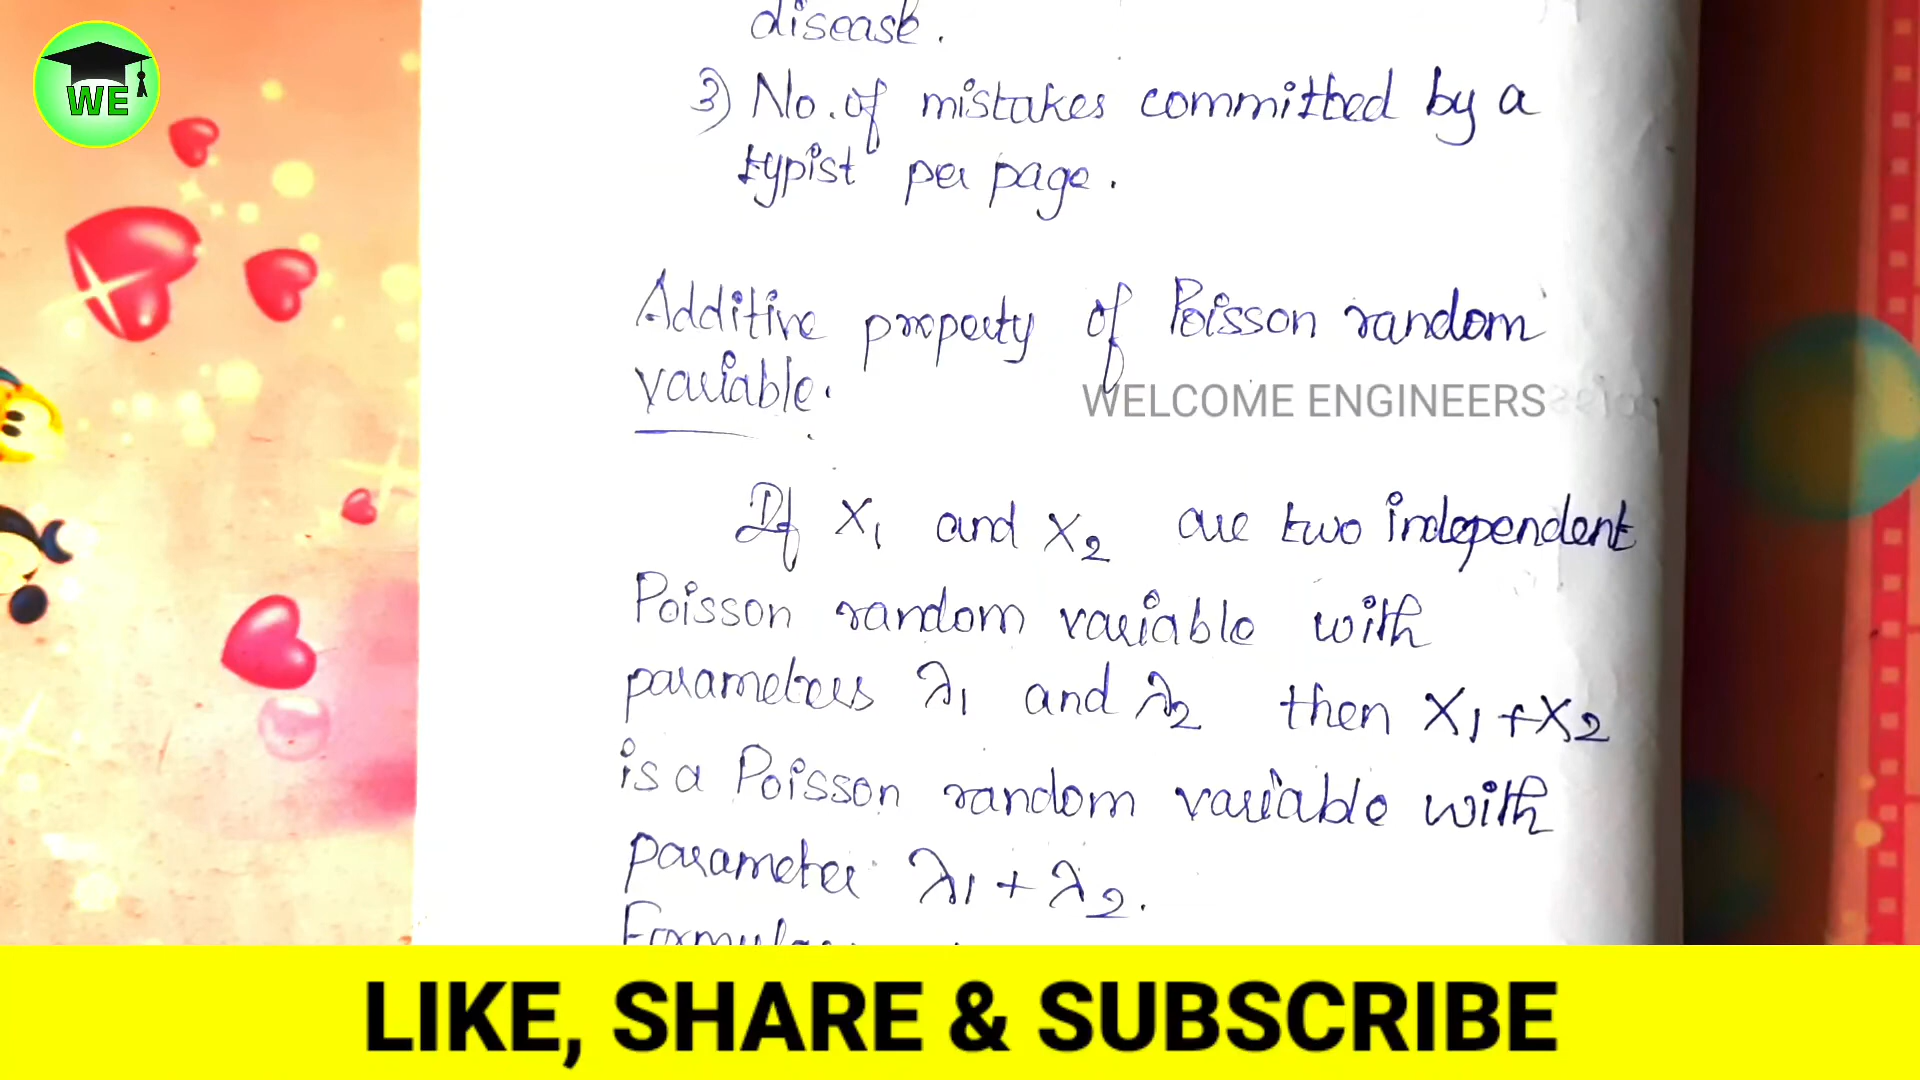 disease.
WE
3) No. of mistakes committed by a
typist per page.
Additive property of Poisson random
variable.
WELCOME ENGINEERS
If X₁ and X₂ are two independent
Poisson random variable with
parameters λ₁ and λ₂ then X₁+X₂
is a Poisson random variable with
parameter λ₁+λ₂.
LIKE, SHARE & SUBSCRIBE